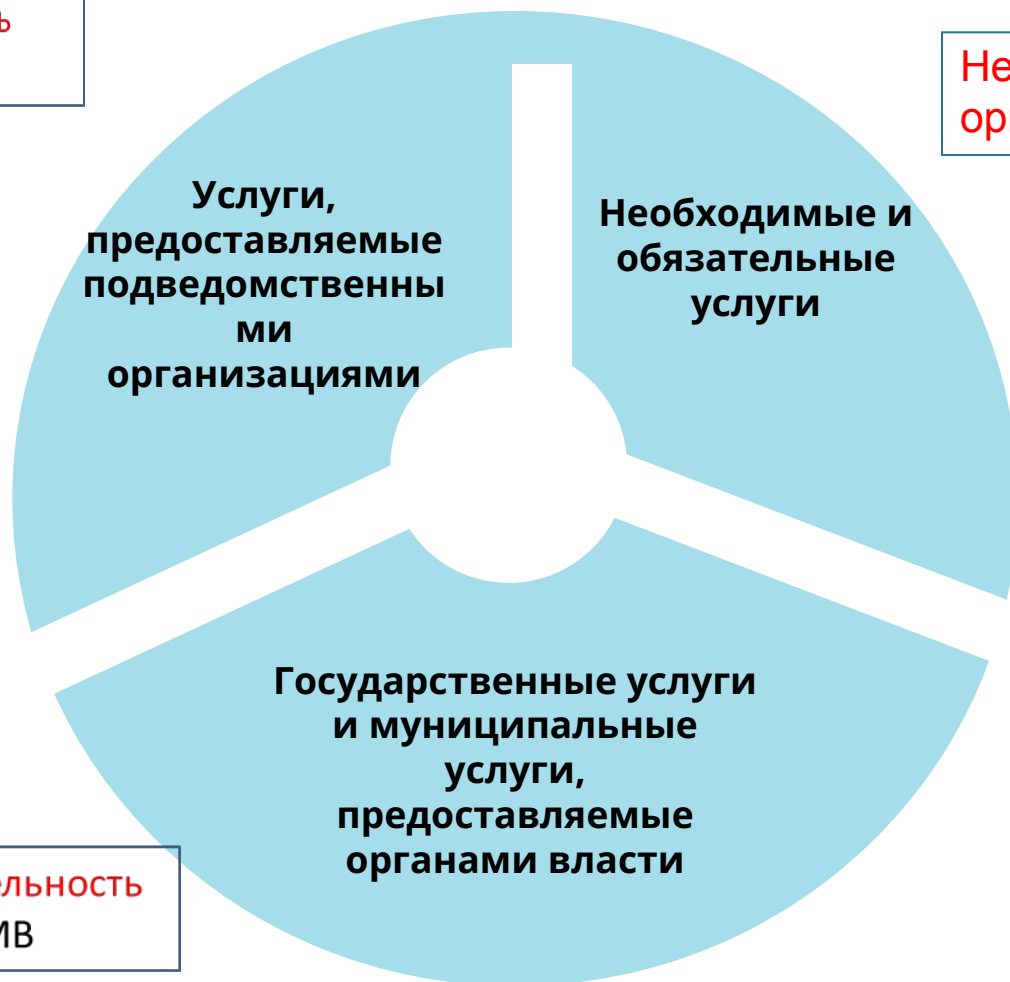 Услуги,
предоставляемые
подведомственны
ми
организациями
Необходимые и
обязательные
услуги
Государственные услуги
и муниципальные
услуги,
предоставляемые
органами власти